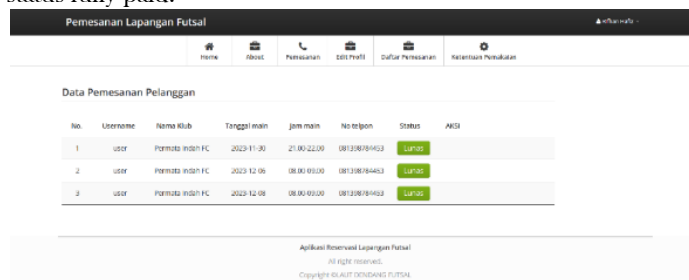 status fully paid.
Pemesanan Lapangan Futsal
Home About Pemesanan Edit Profil Daftar Pemesanan Ketentuan Pemakaian
Data Pemesanan Pelanggan
No. Username Nama Klub Tanggal main Jam main No telpon Status AKSI
1 user Permata Indah FC 2023-11-30 21.00-22.00 081398784453 Lunas
2 user Permata Indah FC 2023-12-06 08.00-09.00 081398784453 Lunas
3 user Permata Indah FC 2023-12-08 08.00-09.00 081398784453 Lunas
Aplikasi Reservasi Lapangan Futsal
All right reserved.
Copyright ©LAUT DENDANG FUTSAL